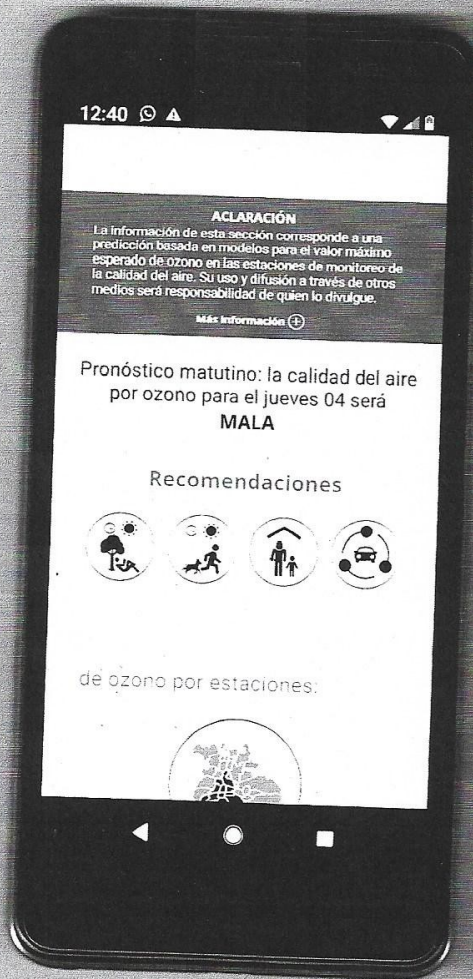 12:40
ACLARACIÓN
La información de esta sección corresponde a una
predicción basada en modelos para el valor máximo
esperado de ozono en las estaciones de monitoreo de
la calidad del aire. Su uso y difusión a través de otros
medios será responsabilidad de quien lo divulgue.
Más información
Pronóstico matutino: la calidad del aire
por ozono para el jueves 04 será
MALA
Recomendaciones
de ozono por estaciones: